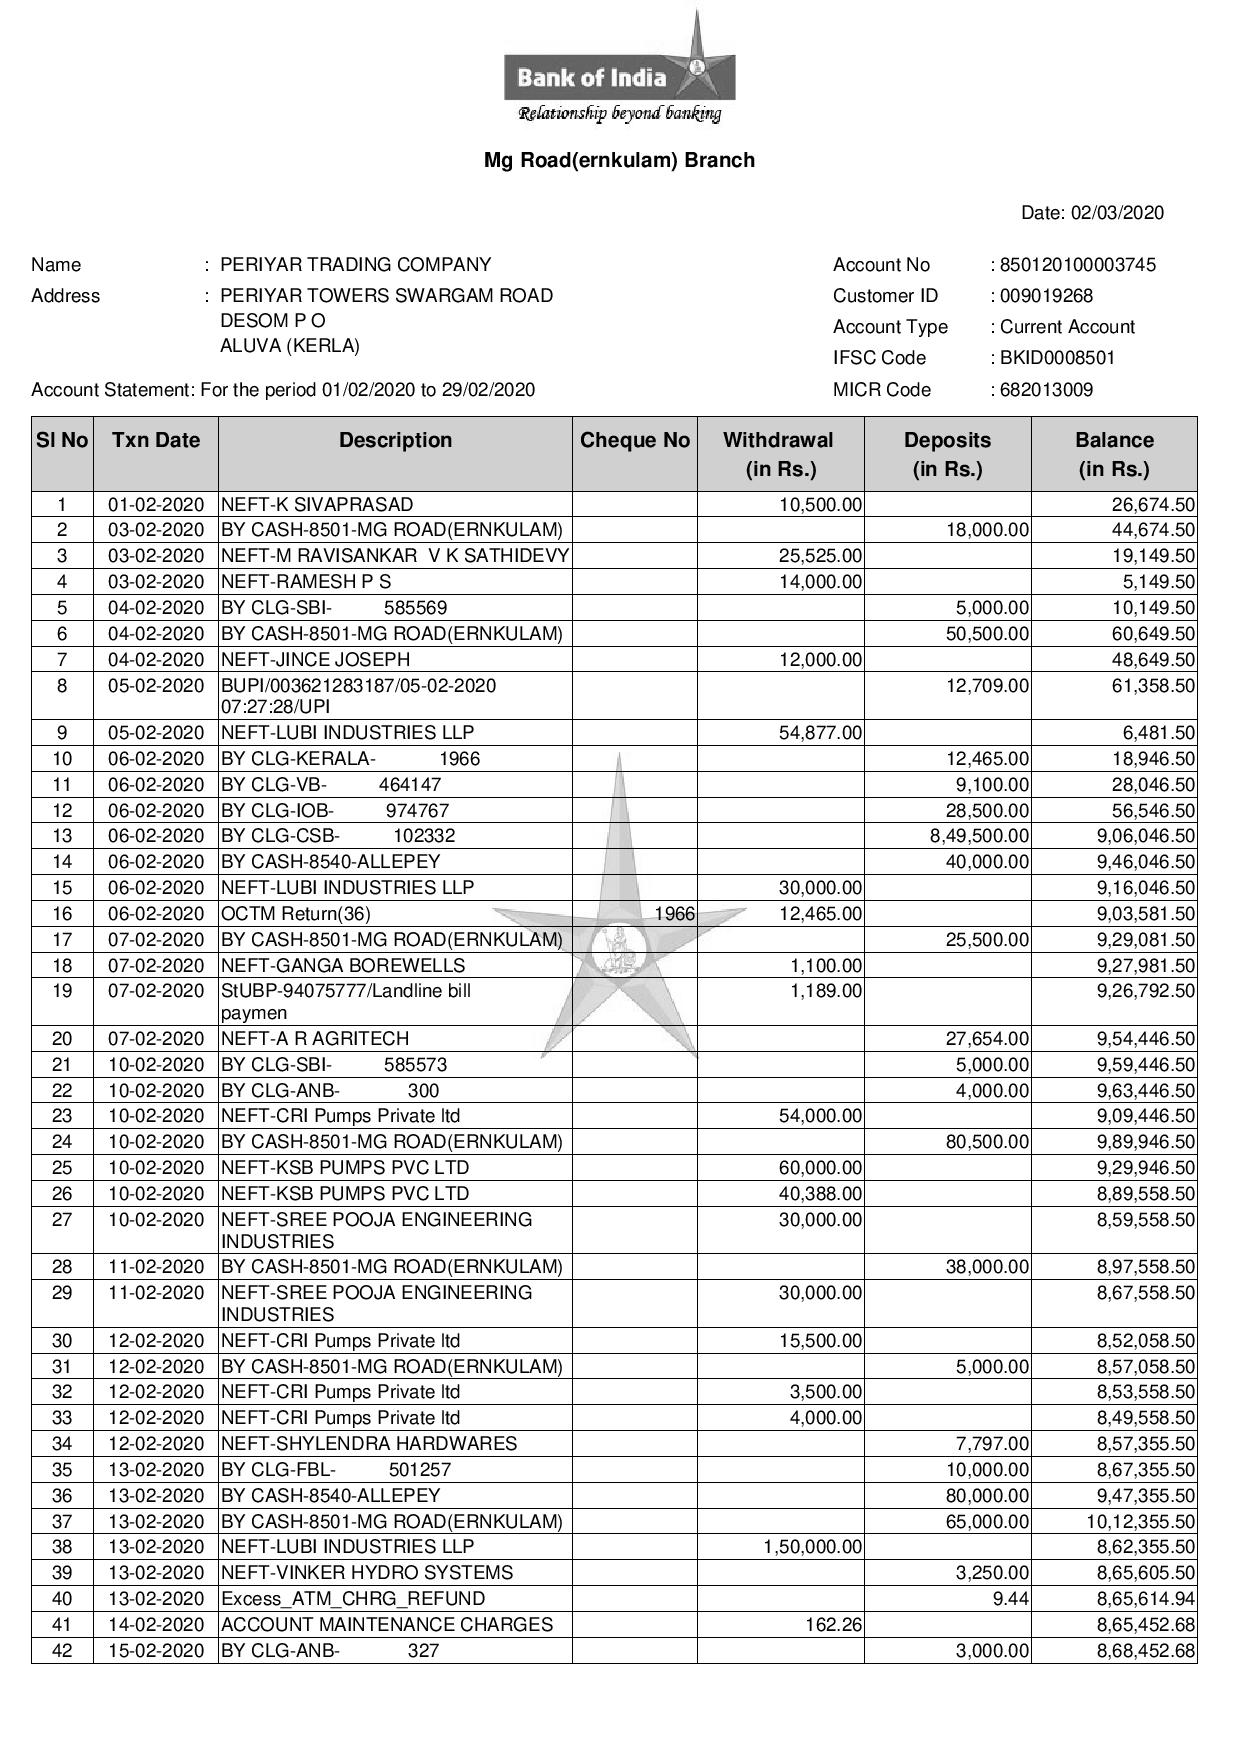 Bank of India
Relationship beyond banking
Mg Road(ernkulam) Branch
Date: 02/03/2020
Name : PERIYAR TRADING COMPANY Account No : 850120100003745
Address : PERIYAR TOWERS SWARGAM ROAD Customer ID : 009019268
DESOM P O Account Type : Current Account
ALUVA (KERLA) IFSC Code : BKID0008501
Account Statement: For the period 01/02/2020 to 29/02/2020 MICR Code : 682013009
Sl No Txn Date Description Cheque No Withdrawal Deposits Balance
(in Rs.) (in Rs.) (in Rs.)
1 01-02-2020 NEFT-K SIVAPRASAD 10,500.00 26,674.50
2 03-02-2020 BY CASH-8501-MG ROAD(ERNKULAM) 18,000.00 44,674.50
3 03-02-2020 NEFT-M RAVISANKAR V K SATHIDEVY 25,525.00 19,149.50
4 03-02-2020 NEFT-RAMESH P S 14,000.00 5,149.50
5 04-02-2020 BY CLG-SBI- 585569 5,000.00 10,149.50
6 04-02-2020 BY CASH-8501-MG ROAD(ERNKULAM) 50,500.00 60,649.50
7 04-02-2020 NEFT-JINCE JOSEPH 12,000.00 48,649.50
8 05-02-2020 BUPI/003621283187/05-02-2020 12,709.00 61,358.50
07:27:28/UPI
9 05-02-2020 NEFT-LUBI INDUSTRIES LLP 54,877.00 6,481.50
10 06-02-2020 BY CLG-KERALA- 1966 12,465.00 18,946.50
11 06-02-2020 BY CLG-VB- 464147 9,100.00 28,046.50
12 06-02-2020 BY CLG-IOB- 974767 28,500.00 56,546.50
13 06-02-2020 BY CLG-CSB- 102332 8,49,500.00 9,06,046.50
14 06-02-2020 BY CASH-8540-ALLEPEY 40,000.00 9,46,046.50
15 06-02-2020 NEFT-LUBI INDUSTRIES LLP 30,000.00 9,16,046.50
16 06-02-2020 OCTM Return(36) 1966 12,465.00 9,03,581.50
17 07-02-2020 BY CASH-8501-MG ROAD(ERNKULAM) 25,500.00 9,29,081.50
18 07-02-2020 NEFT-GANGA BOREWELLS 1,100.00 9,27,981.50
19 07-02-2020 StUBP-94075777/Landline bill 1,189.00 9,26,792.50
paymen
20 07-02-2020 NEFT-A R AGRITECH 27,654.00 9,54,446.50
21 10-02-2020 BY CLG-SBI- 585573 5,000.00 9,59,446.50
22 10-02-2020 BY CLG-ANB- 300 4,000.00 9,63,446.50
23 10-02-2020 NEFT-CRI Pumps Private ltd 54,000.00 9,09,446.50
24 10-02-2020 BY CASH-8501-MG ROAD(ERNKULAM) 80,500.00 9,89,946.50
25 10-02-2020 NEFT-KSB PUMPS PVC LTD 60,000.00 9,29,946.50
26 10-02-2020 NEFT-KSB PUMPS PVC LTD 40,388.00 8,89,558.50
27 10-02-2020 NEFT-SREE POOJA ENGINEERING 30,000.00 8,59,558.50
INDUSTRIES
28 11-02-2020 BY CASH-8501-MG ROAD(ERNKULAM) 38,000.00 8,97,558.50
29 11-02-2020 NEFT-SREE POOJA ENGINEERING 30,000.00 8,67,558.50
INDUSTRIES
30 12-02-2020 NEFT-CRI Pumps Private ltd 15,500.00 8,52,058.50
31 12-02-2020 BY CASH-8501-MG ROAD(ERNKULAM) 5,000.00 8,57,058.50
32 12-02-2020 NEFT-CRI Pumps Private ltd 3,500.00 8,53,558.50
33 12-02-2020 NEFT-CRI Pumps Private ltd 4,000.00 8,49,558.50
34 12-02-2020 NEFT-SHYLENDRA HARDWARES 7,797.00 8,57,355.50
35 13-02-2020 BY CLG-FBL- 501257 10,000.00 8,67,355.50
36 13-02-2020 BY CASH-8540-ALLEPEY 80,000.00 9,47,355.50
37 13-02-2020 BY CASH-8501-MG ROAD(ERNKULAM) 65,000.00 10,12,355.50
38 13-02-2020 NEFT-LUBI INDUSTRIES LLP 1,50,000.00 8,62,355.50
39 13-02-2020 NEFT-VINKER HYDRO SYSTEMS 3,250.00 8,65,605.50
40 13-02-2020 Excess_ATM_CHRG_REFUND 9.44 8,65,614.94
41 14-02-2020 ACCOUNT MAINTENANCE CHARGES 162.26 8,65,452.68
42 15-02-2020 BY CLG-ANB- 327 3,000.00 8,68,452.68